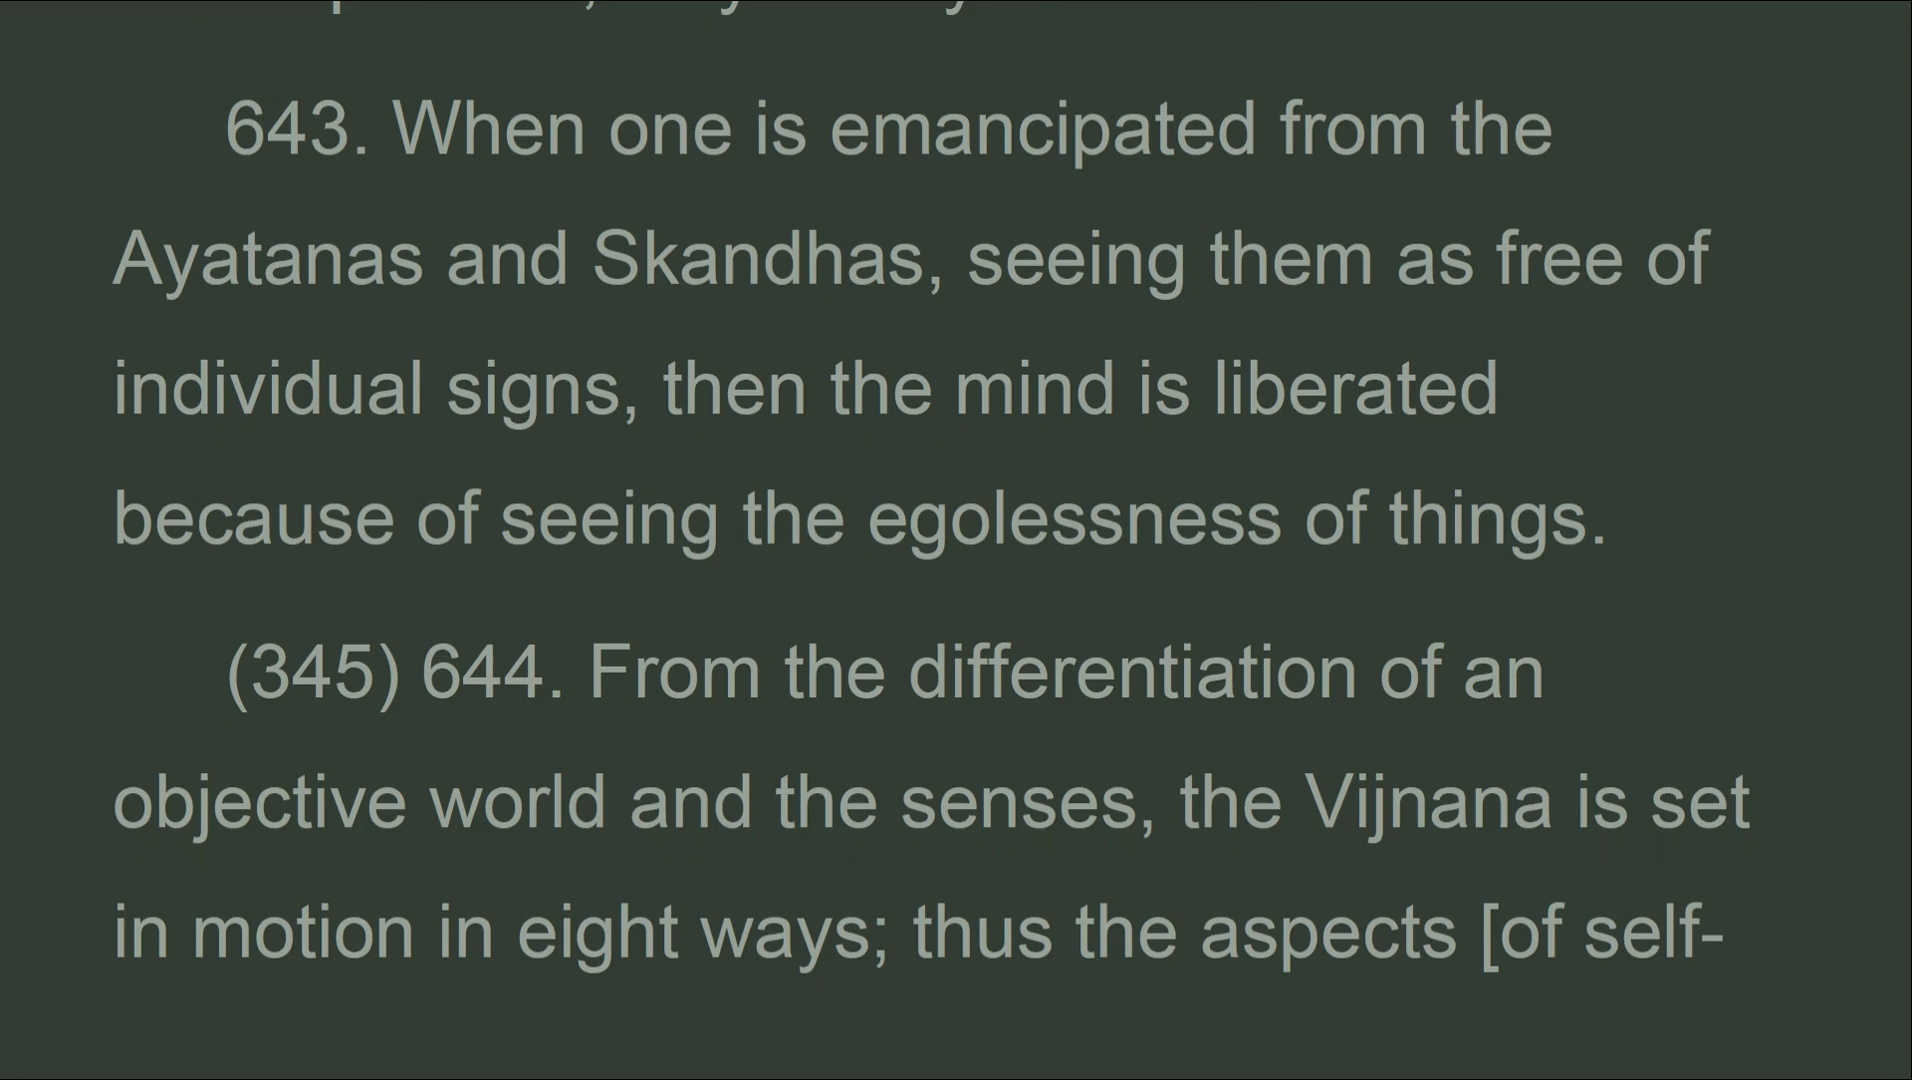 643. When one is emancipated from the
Ayatanas and Skandhas, seeing them as free of
individual signs, then the mind is liberated
because of seeing the egolessness of things.
(345) 644. From the differentiation of an
objective world and the senses, the Vijnana is set
in motion in eight ways; thus the aspects [of self-